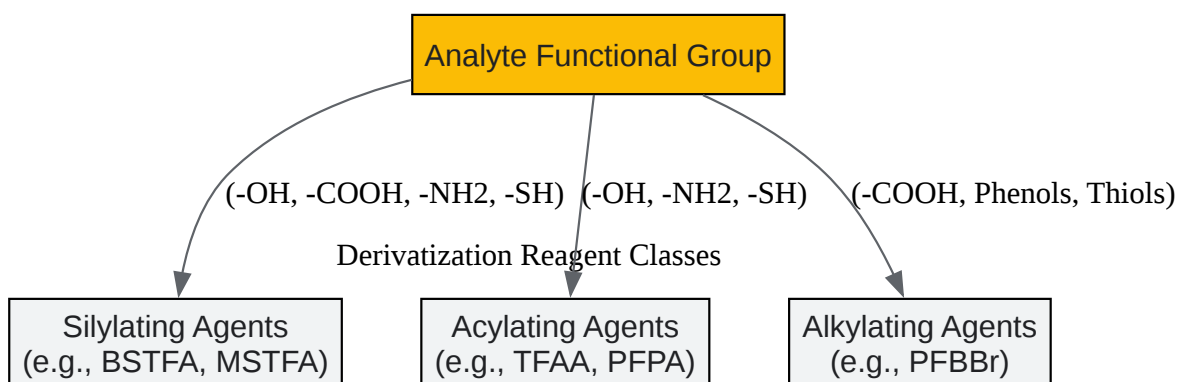 Analyte Functional Group
(-OH, -COOH, -NH2, -SH)
(-OH, -NH2, -SH)
(-COOH, Phenols, Thiols)
Derivatization Reagent Classes
Silylating Agents
(e.g., BSTFA, MSTFA)
Acylating Agents
(e.g., TFAA, PFPA)
Alkylating Agents
(e.g., PFBBr)